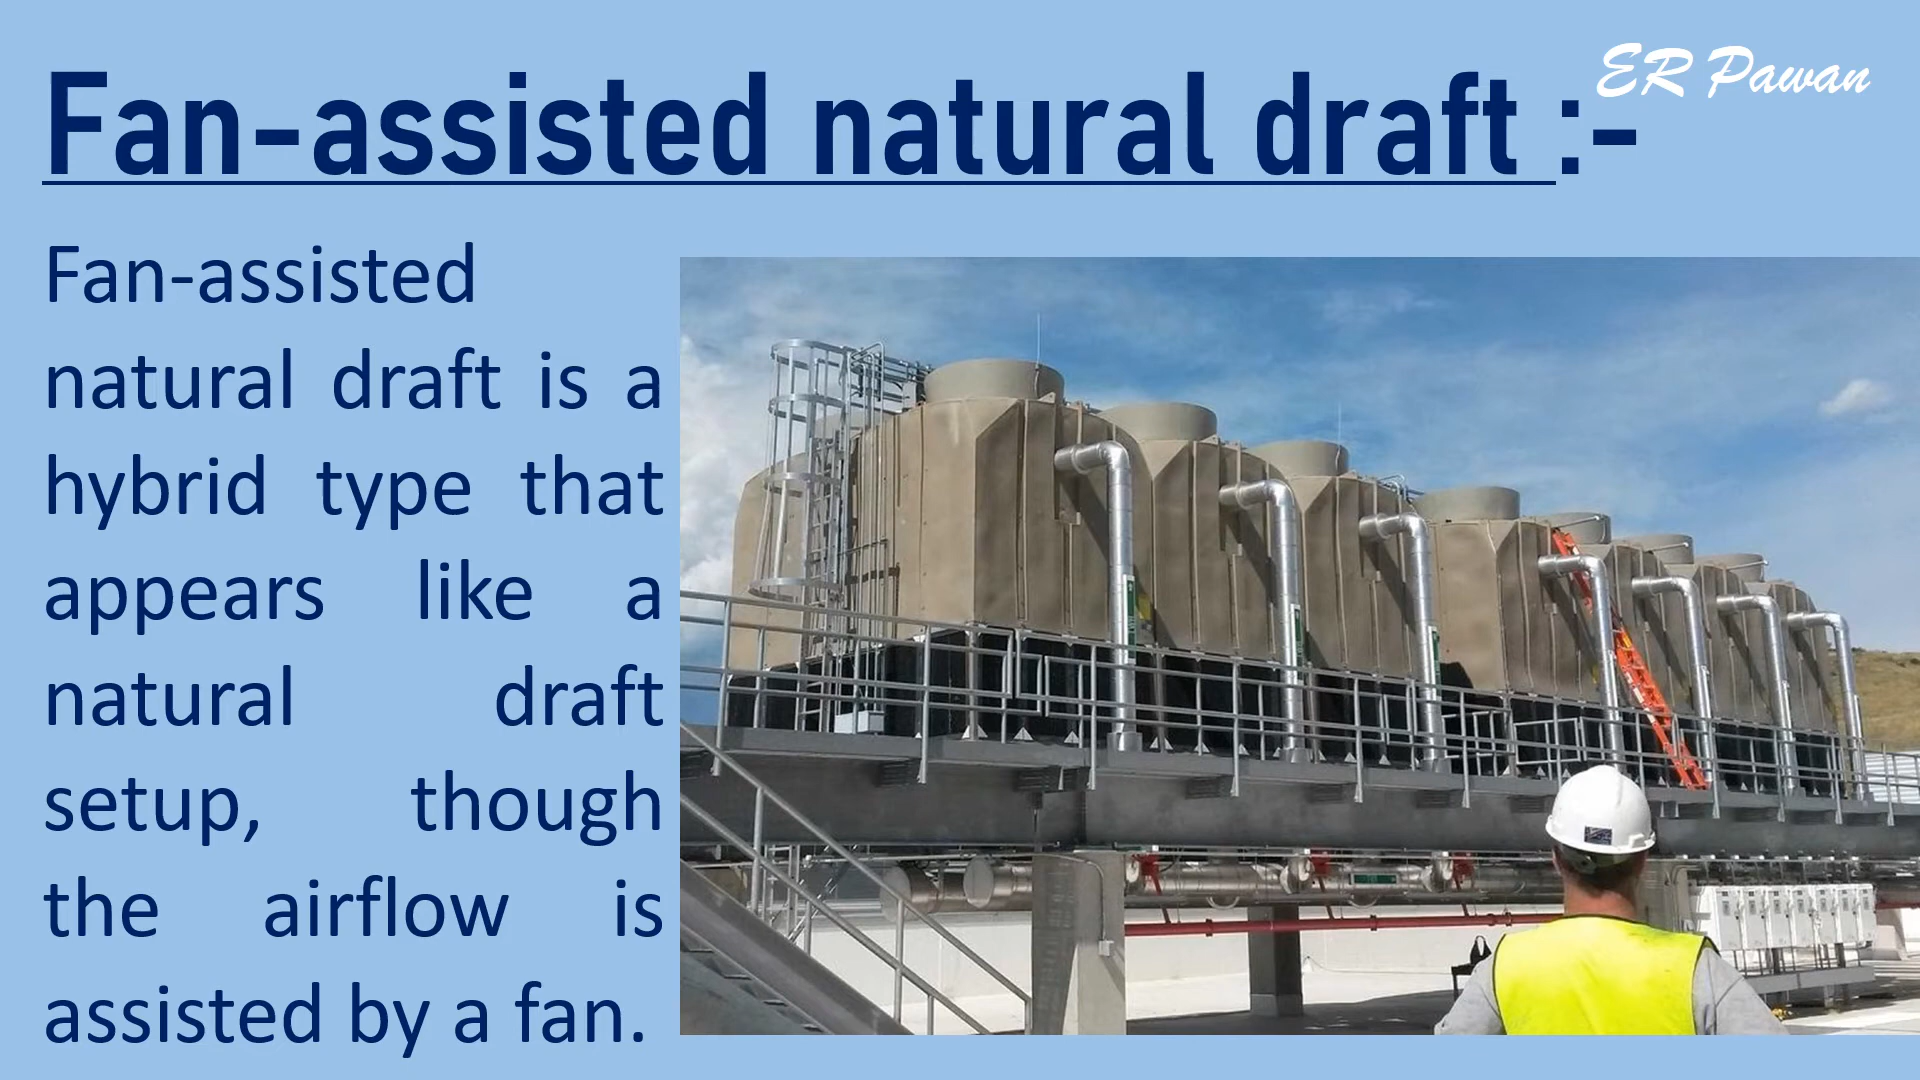 ER Pawan
Fan-assisted natural draft :-
Fan-assisted
natural draft is a
hybrid type that
appears like a
natural draft
setup, though
the airflow is
assisted by a fan.